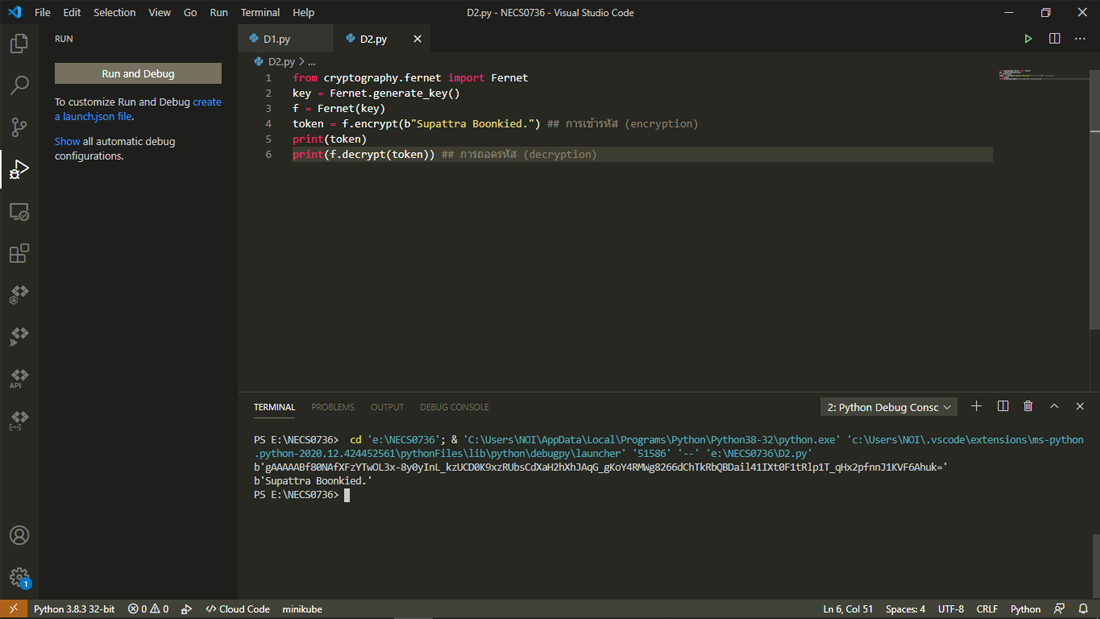 File Edit Selection View Go Run Terminal Help
D2.py - NECS0736 - Visual Studio Code
RUN
Run and Debug
To customize Run and Debug create
a launch.json file.
Show all automatic debug
configurations.
D1.py
D2.py
D2.py > ...
1 from cryptography.fernet import Fernet
2 key = Fernet.generate_key()
3 f = Fernet(key)
4 token = f.encrypt(b"Supattra Boonkied.") ## การเข้ารหัส (encryption)
5 print(token)
6 print(f.decrypt(token)) ## การถอดรหัส (decryption)
API
TERMINAL PROBLEMS OUTPUT DEBUG CONSOLE
2: Python Debug Consc
PS E:\NECS0736> cd 'e:\NECS0736'; & 'C:\Users\NOI\AppData\Local\Programs\Python\Python38-32\python.exe' 'c:\Users\NOI\.vscode\extensions\ms-python
.python-2020.12.424452561\pythonFiles\lib\python\debugpy\launcher' '51586' '--' 'e:\NECS0736\D2.py'
b'gAAAAABf80NAfXFzYTwOL3x-8y0yInL_kzUCD0K9xzRUbsCdXaH2hXhJAqG_gKoY4RMWg8266dChTkRbQBDail41IXt0F1tRlp1T_qHx2pfnnJ1KVF6Ahuk='
b'Supattra Boonkied.'
PS E:\NECS0736>
1
Python 3.8.3 32-bit 0 0 Cloud Code minikube
Ln 6, Col 51 Spaces: 4 UTF-8 CRLF Python